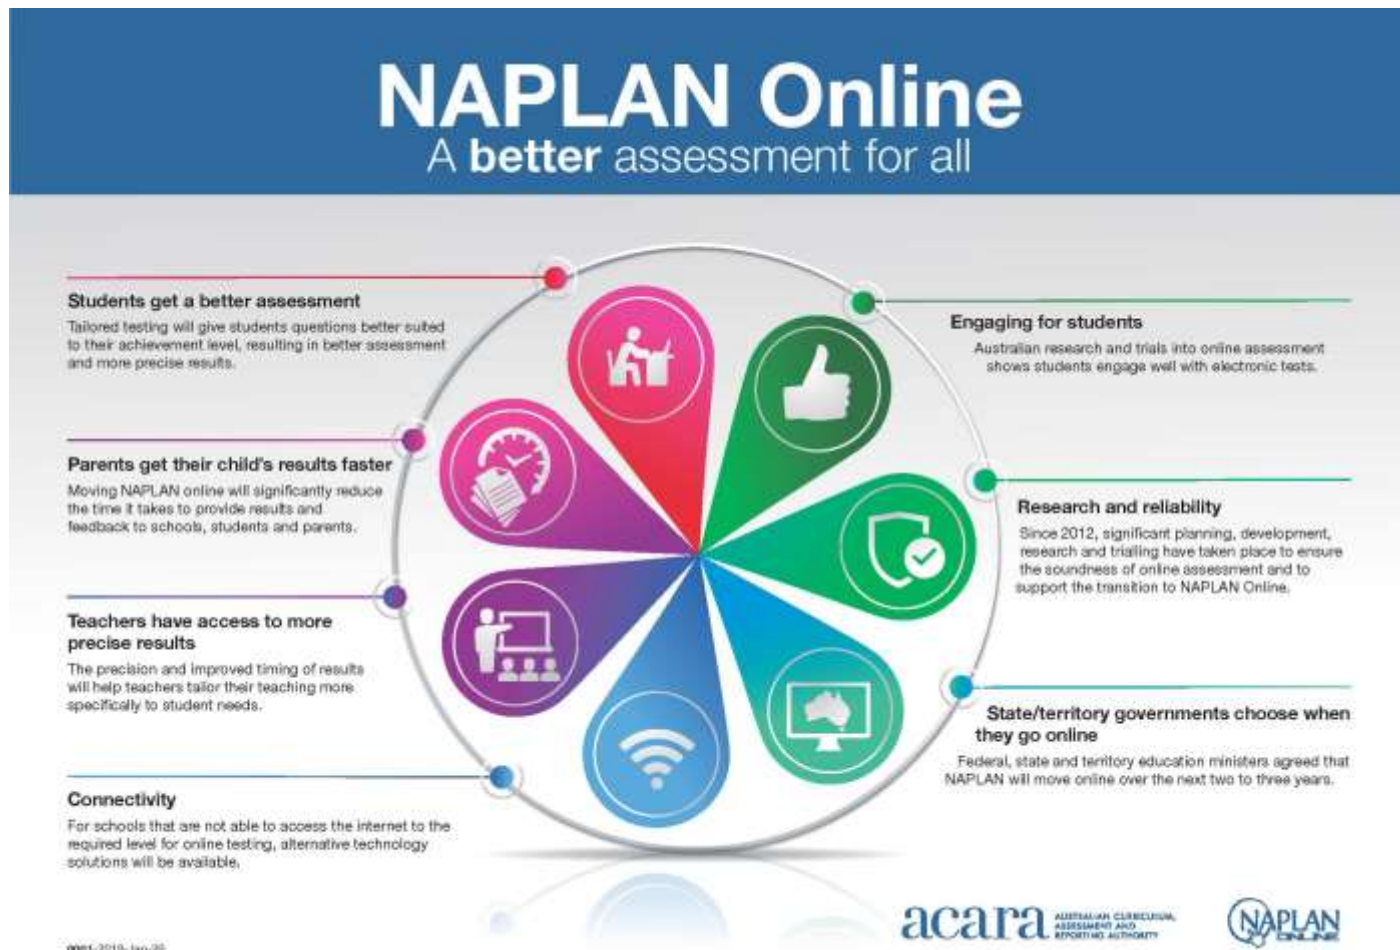 NAPLAN Online
A better assessment for all
Students get a better assessment
Tailored testing will give students questions better suited
to their achievement level, resulting in better assessment
and more precise results.
Parents get their child's results faster
Moving NAPLAN online will significantly reduce
the time it takes to provide results and
feedback to schools, students and parents.
Teachers have access to more
precise results
The precision and improved timing of results
will help teachers tailor their teaching more
specifically to student needs.
Connectivity
For schools that are not able to access the internet to the
required level for online testing, alternative technology
solutions will be available.
Engaging for students
Australian research and trials into online assessment
shows students engage well with electronic tests.
Research and reliability
Since 2012, significant planning, development,
research and trialling have taken place to ensure
the soundness of online assessment and to
support the transition to NAPLAN Online.
State/territory governments choose when
they go online
Federal, state and territory education ministers agreed that
NAPLAN will move online over the next two to three years.
acara
AUSTRALIAN CURRICULUM,
ASSESSMENT AND
REPORTING AUTHORITY
NAPLAN
ONLINE